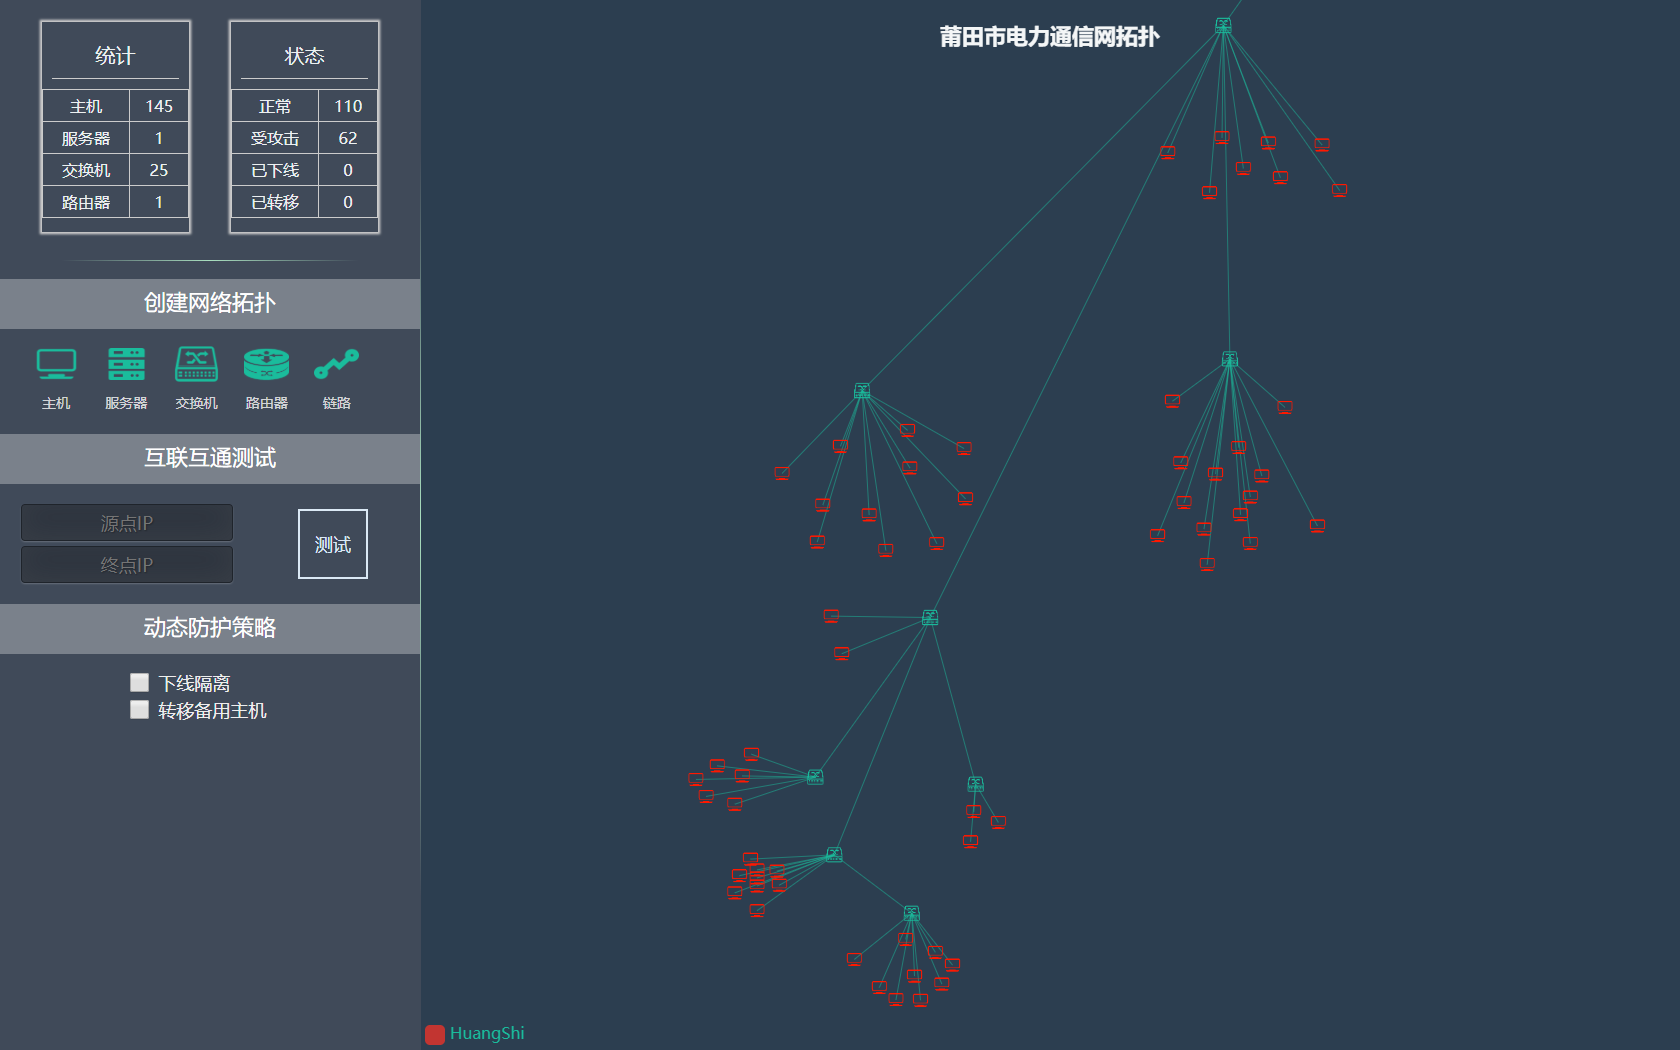 统计
主机 145
服务器 1
交换机 25
路由器 1
状态
正常 110
受攻击 62
已下线 0
已转移 0
创建网络拓扑
主机 服务器 交换机 路由器 链路
互联互通测试
源点IP
终点IP
测试
动态防护策略
下线隔离
转移备用主机
莆田市电力通信网拓扑
HuangShi